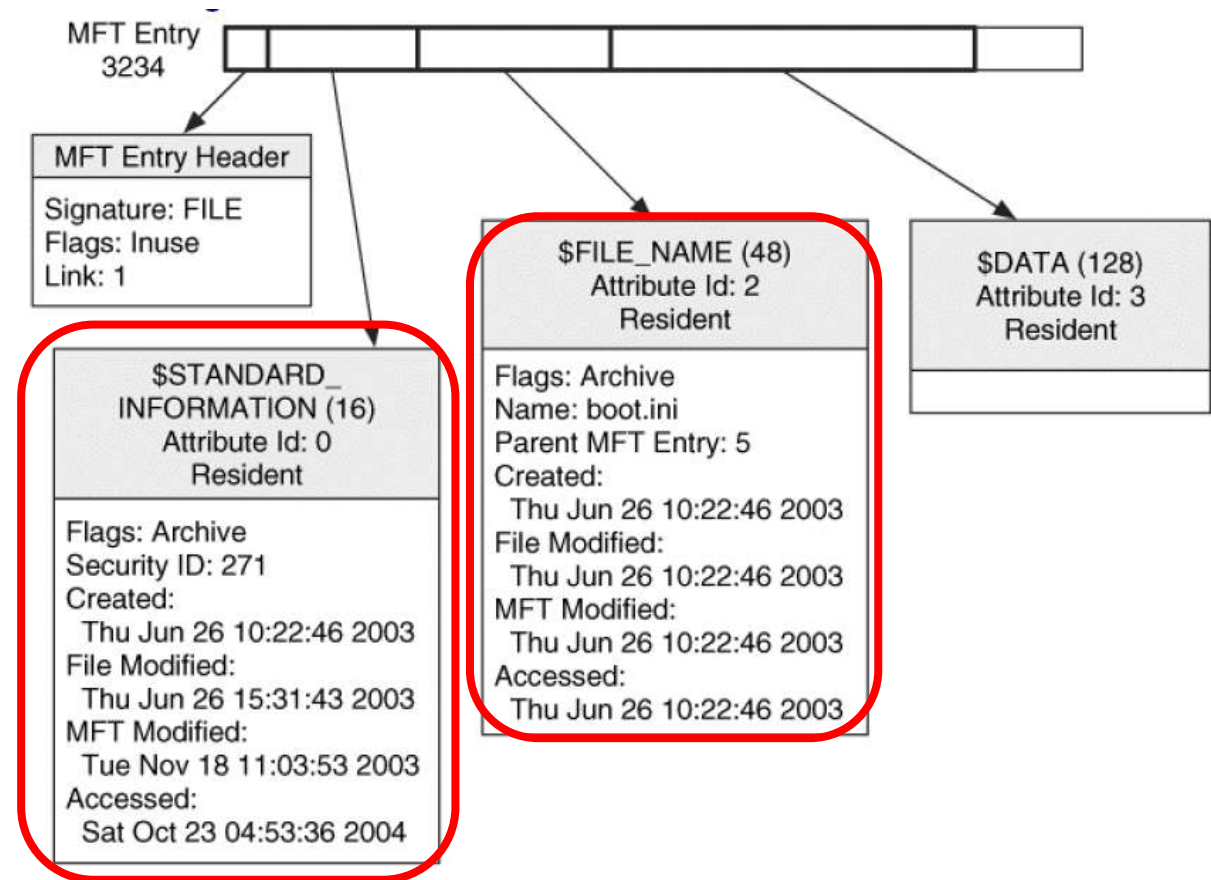 MFT Entry
3234
MFT Entry Header
Signature: FILE
Flags: Inuse
Link: 1
$STANDARD_
INFORMATION (16)
Attribute Id: 0
Resident
Flags: Archive
Security ID: 271
Created:
Thu Jun 26 10:22:46 2003
File Modified:
Thu Jun 26 15:31:43 2003
MFT Modified:
Tue Nov 18 11:03:53 2003
Accessed:
Sat Oct 23 04:53:36 2004
$FILE_NAME (48)
Attribute Id: 2
Resident
Flags: Archive
Name: boot.ini
Parent MFT Entry: 5
Created:
Thu Jun 26 10:22:46 2003
File Modified:
Thu Jun 26 10:22:46 2003
MFT Modified:
Thu Jun 26 10:22:46 2003
Accessed:
Thu Jun 26 10:22:46 2003
$DATA (128)
Attribute Id: 3
Resident